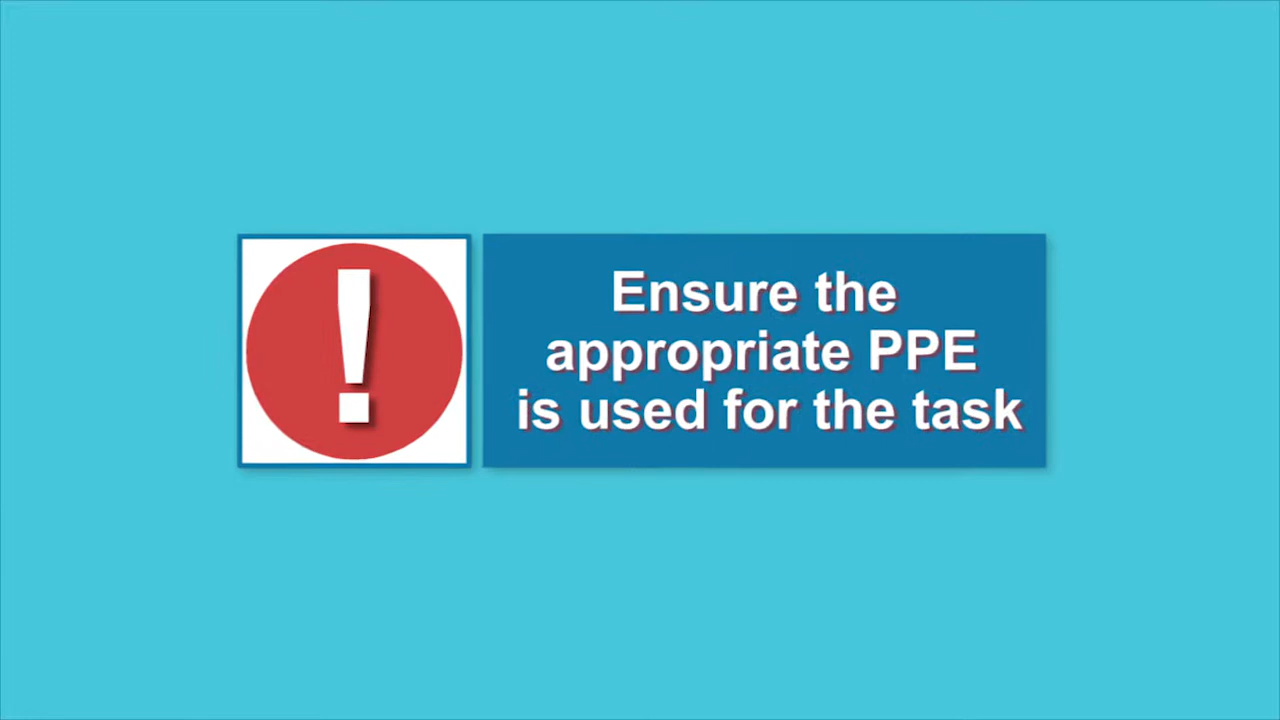 !
Ensure the
appropriate PPE
is used for the task